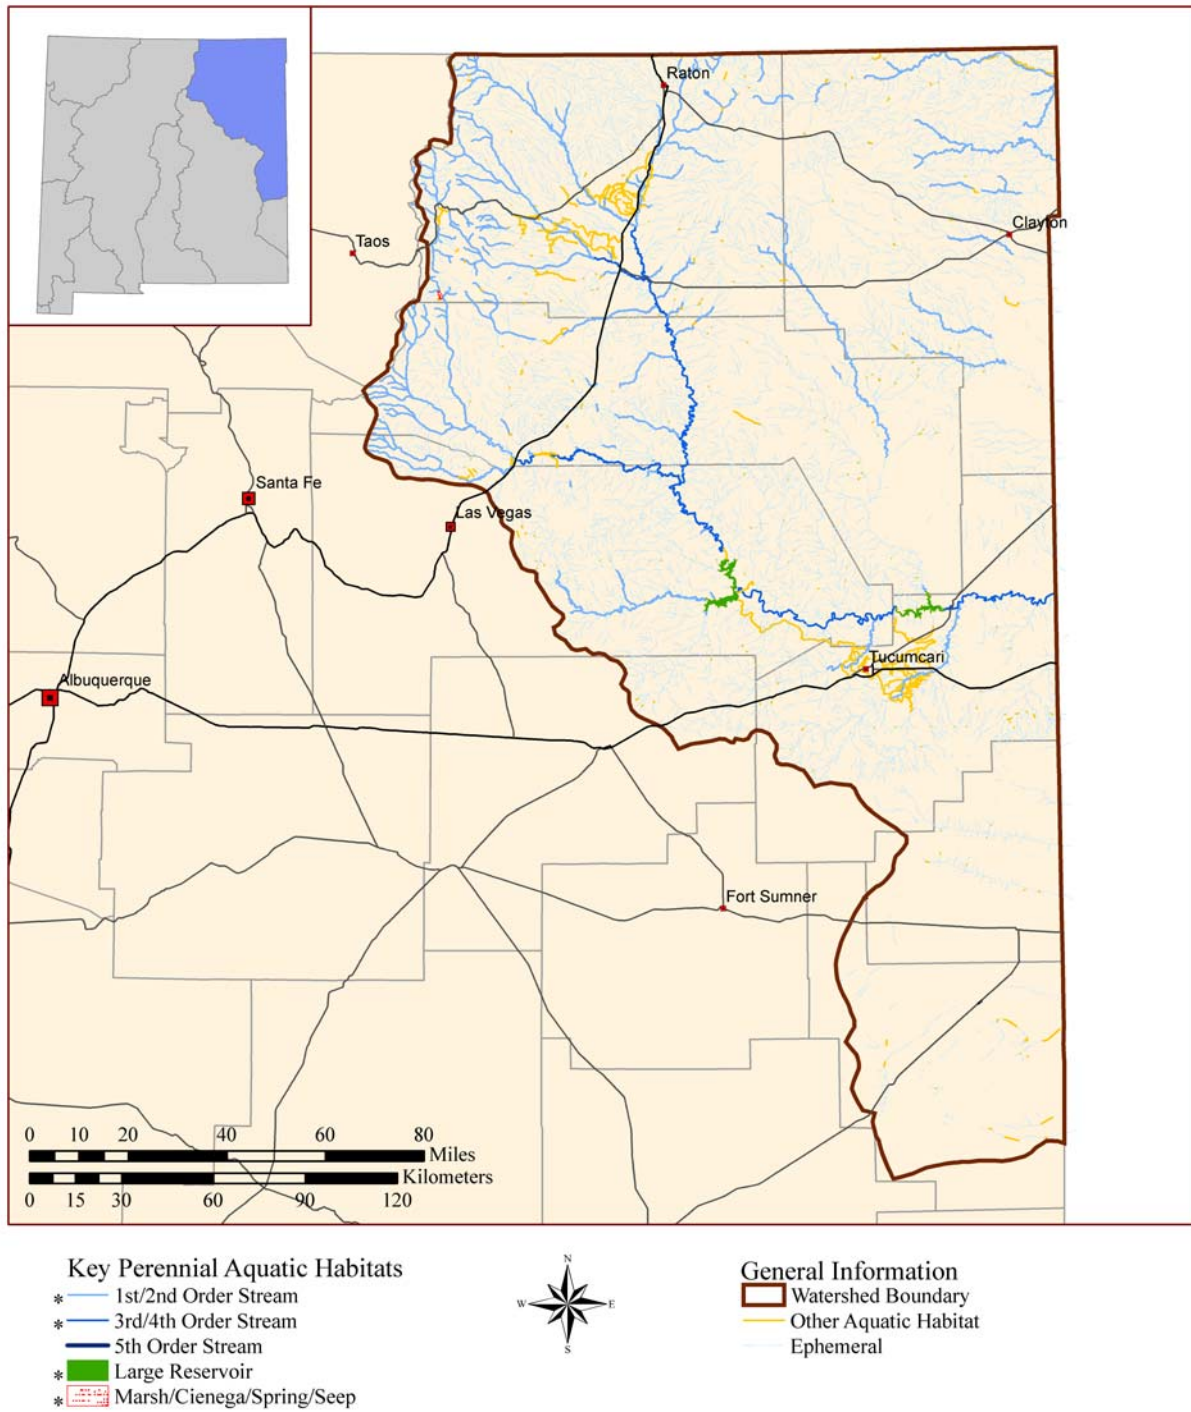 Raton
Clayton
Taos
Santa Fe
Las Vegas
Tucumcari
Albuquerque
Fort Sumner
0 10 20 40 60 80
Miles
Kilometers
0 15 30 60 90 120
Key Perennial Aquatic Habitats
* 1st/2nd Order Stream
* 3rd/4th Order Stream
5th Order Stream
* Large Reservoir
* Marsh/Cienega/Spring/Seep
N
W E
S
General Information
Watershed Boundary
Other Aquatic Habitat
Ephemeral